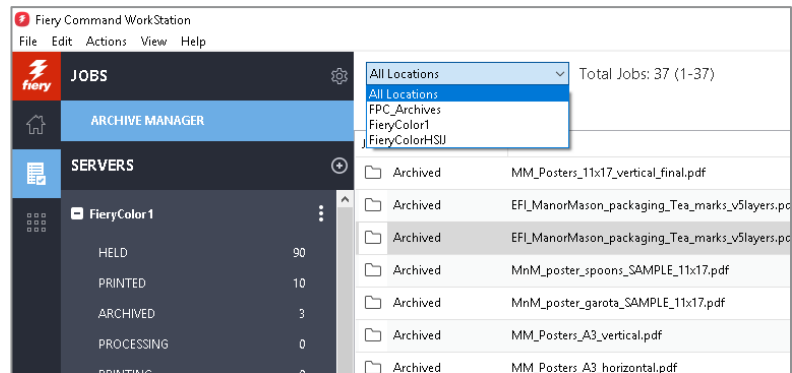 Fiery Command WorkStation
File Edit Actions View Help
fiery
JOBS
ARCHIVE MANAGER
SERVERS
FieryColor1
HELD 90
PRINTED 10
ARCHIVED 3
PROCESSING 0
All Locations Total Jobs: 37 (1-37)
All Locations
FPC_Archives
FieryColor1
FieryColorHSIJ
Archived MM_Posters_11x17_vertical_final.pdf
Archived EFI_ManorMason_packaging_Tea_marks_v5layers.pd
Archived EFI_ManorMason_packaging_Tea_marks_v5layers.pd
Archived MnM_poster_spoons_SAMPLE_11x17.pdf
Archived MnM_poster_garota_SAMPLE_11x17.pdf
Archived MM_Posters_A3_vertical.pdf
Archived MM_Posters_A3_horizontal.pdf